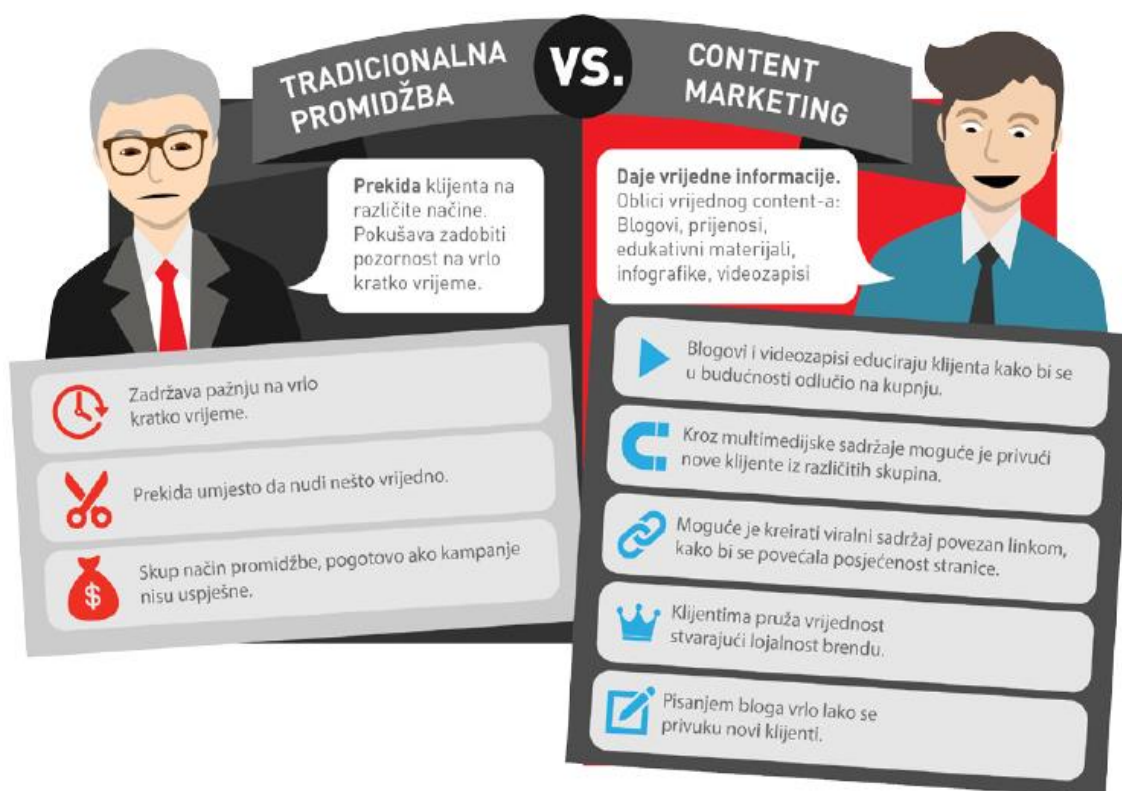 TRADICIONALNA
PROMIDŽBA
VS.
CONTENT
MARKETING
Prekida klijenta na
različite načine.
Pokušava zadobiti
pozornost na vrlo
kratko vrijeme.
Daje vrijedne informacije.
Oblici vrijednog content-a:
Blogovi, prijenosi,
edukativni materijali,
infografike, videozapisi
Zadržava pažnju na vrlo
kratko vrijeme.
Prekida umjesto da nudi nešto vrijedno.
Skup način promidžbe, pogotovo ako kampanje
nisu uspješne.
$
Blogovi i videozapisi educiraju klijenta kako bi se
u budućnosti odlučio na kupnju.
Kroz multimedijske sadržaje moguće je privući
nove klijente iz različitih skupina.
Moguće je kreirati viralni sadržaj povezan linkom,
kako bi se povećala posjećenost stranice.
Klijentima pruža vrijednost
stvarajući lojalnost brendu.
Pisanjem bloga vrlo lako se
privuku novi klijenti.